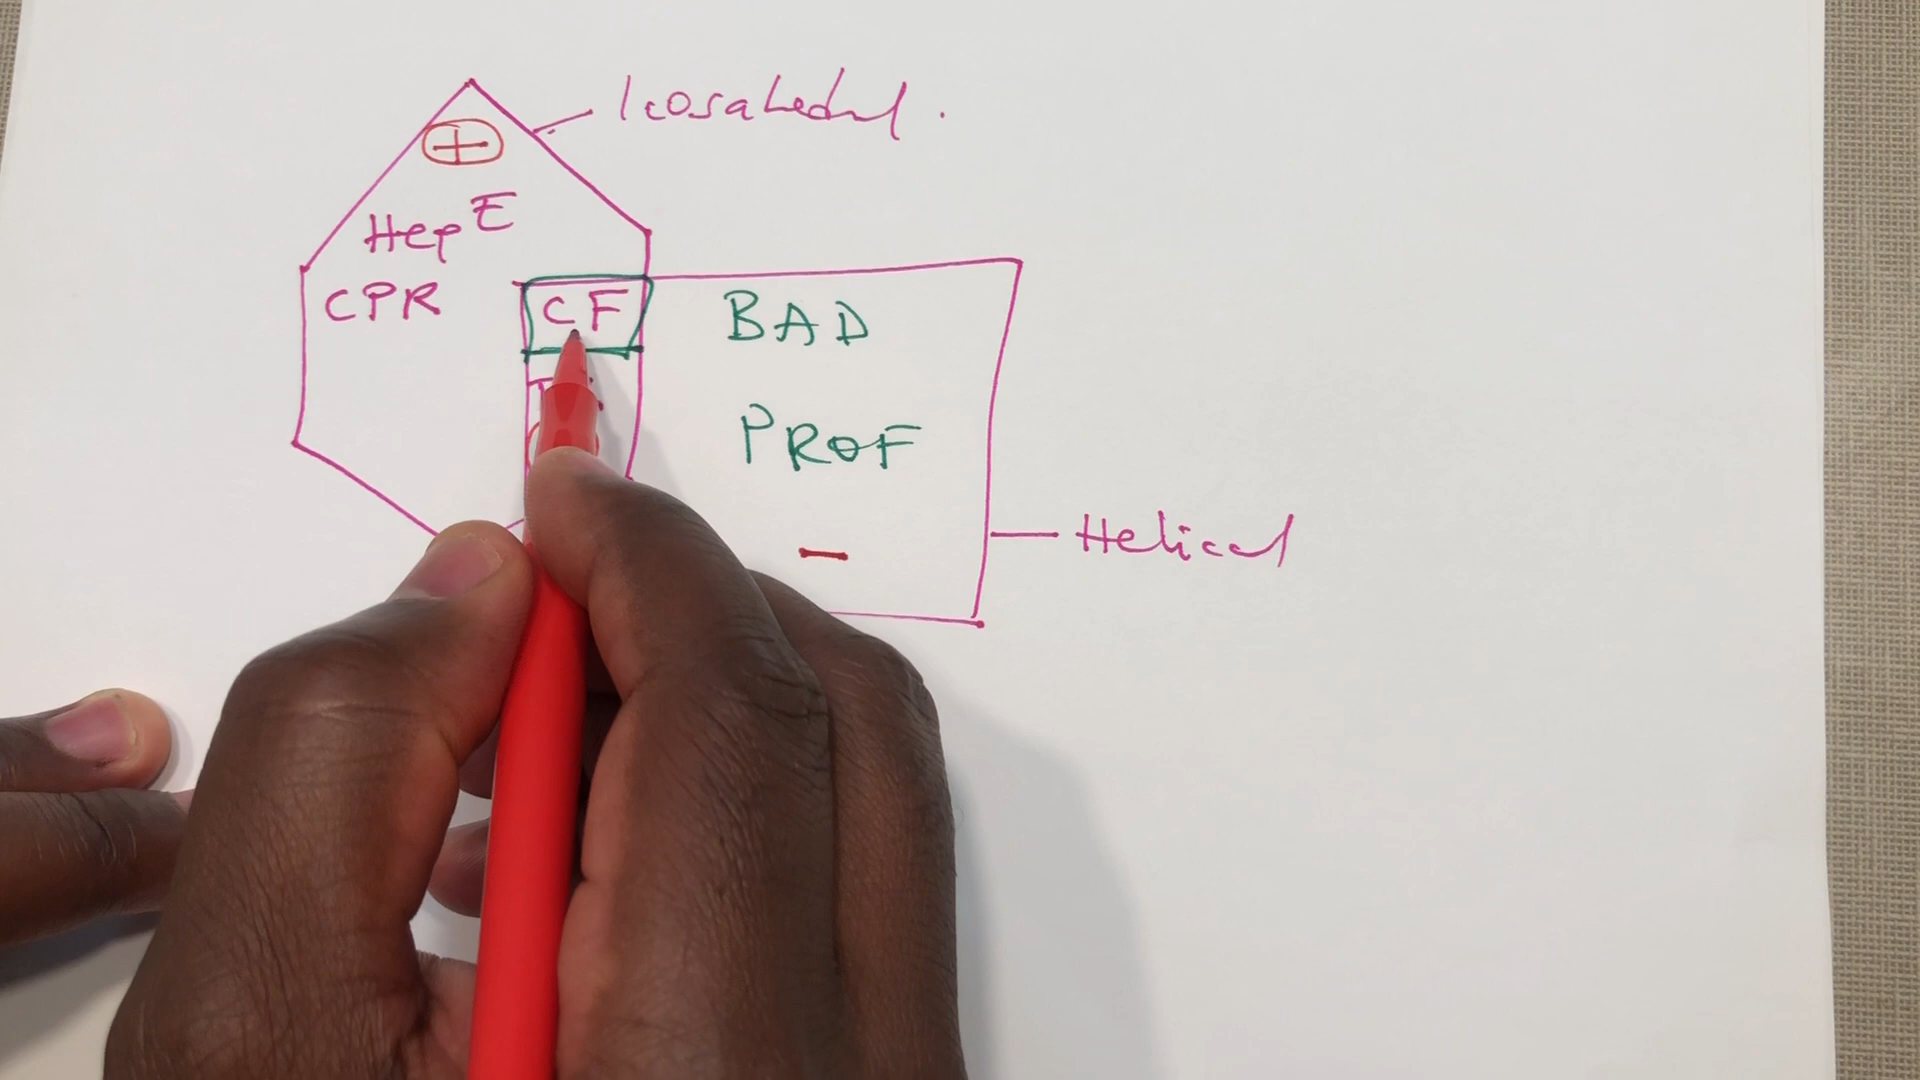 Icosahedral.
+
Hep E
CPR
CF
BAD
PROF
-
Helical